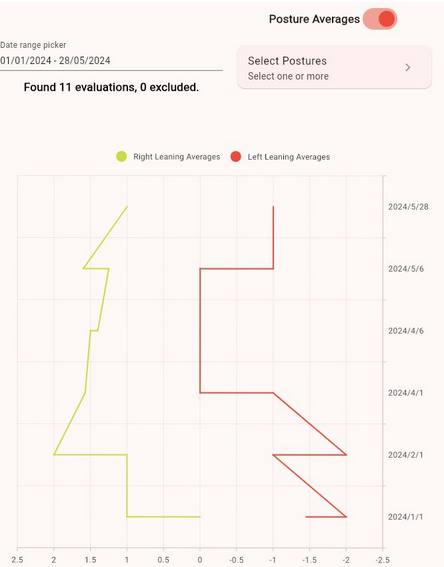 Posture Averages
Date range picker
01/01/2024 - 28/05/2024
Select Postures
Select one or more
Found 11 evaluations, 0 excluded.
Right Leaning Averages
Left Leaning Averages
2024/5/28
2024/5/6
2024/4/6
2024/4/1
2024/2/1
2024/1/1
2.5 2 1.5 1 0.5 0 -0.5 -1 -1.5 -2 -2.5